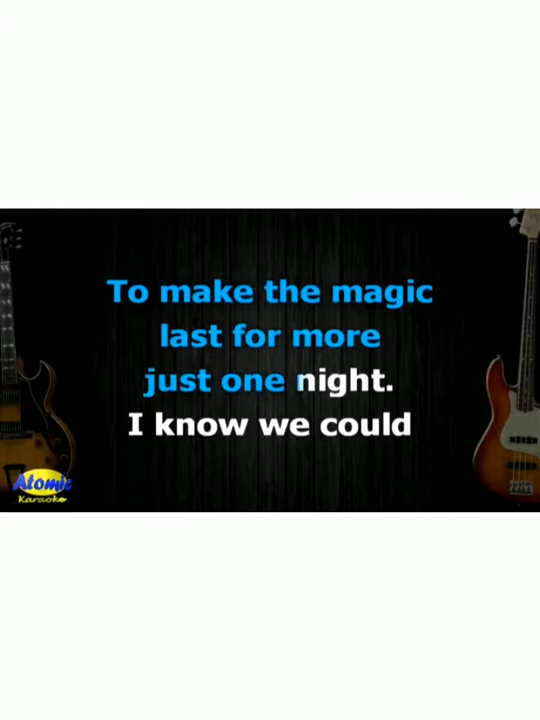 To make the magic
last for more
just one night.
I know we could
Atomic
Karaoke